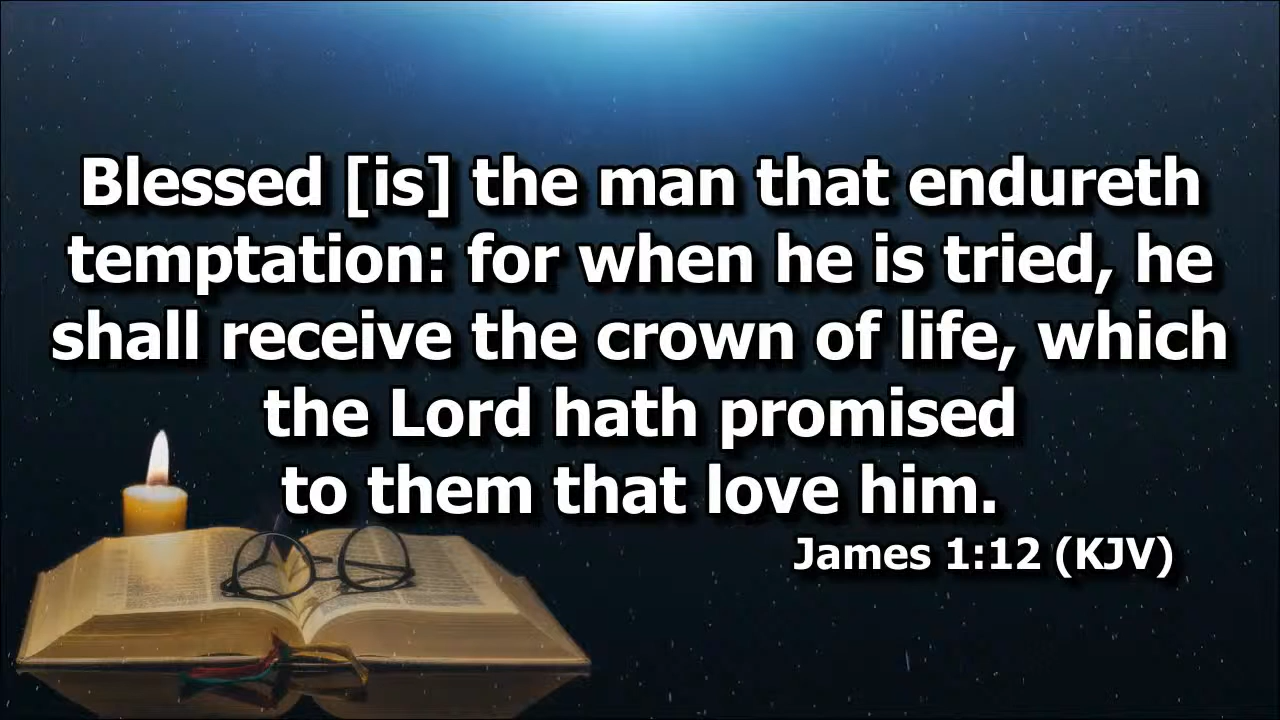 Blessed [is] the man that endureth
temptation: for when he is tried, he
shall receive the crown of life, which
the Lord hath promised
to them that love him.
James 1:12 (KJV)